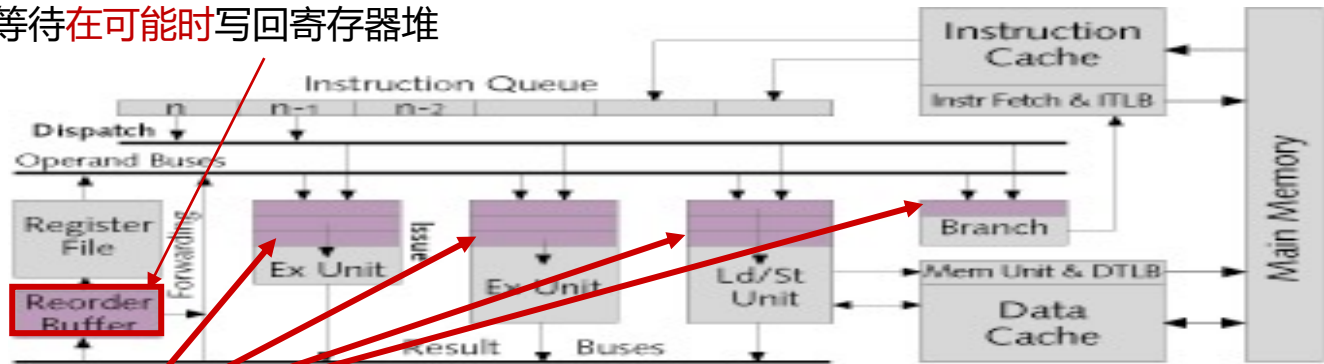 等待在可能时写回寄存器堆
Instruction Queue
n n-1 n-2
Dispatch
Operand Buses
Register
File
Forwarding
Reorder
Buffer
Ex Unit
Issue
Ex Unit
Ld/St
Unit
Branch
Result Buses
Instruction
Cache
Instr Fetch & ITLB
Mem Unit & DTLB
Data
Cache
Main Memory